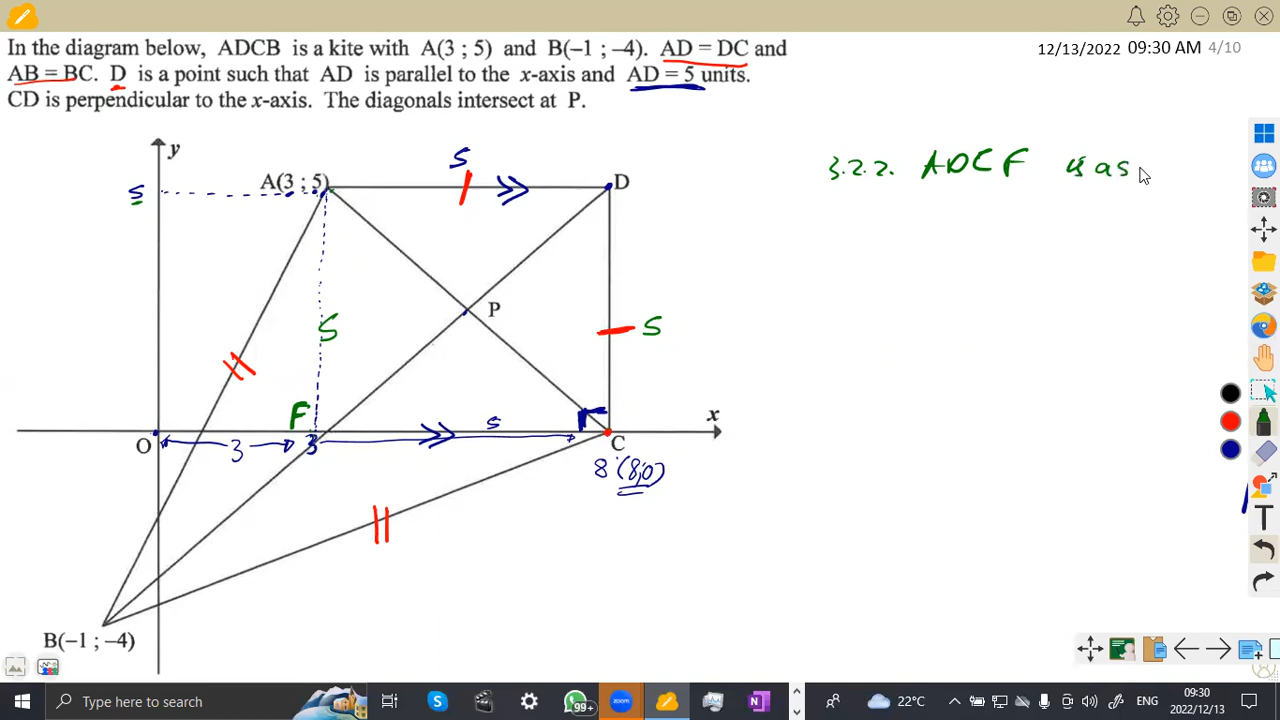 12/13/2022 09:30 AM 4/10
In the diagram below, ADCB is a kite with A(3 ; 5) and B(−1 ; −4). AD = DC and
AB = BC. D is a point such that AD is parallel to the x-axis and AD = 5 units.
CD is perpendicular to the x-axis. The diagonals intersect at P.
y
5
A(3 ; 5)
5
D
3.2.2. ADCF is a s
P
5
5
F
5
x
O
3
3
C
8 (8;0)
B(−1 ; −4)
T
Type here to search
99+
22°C
ENG
09:30
2022/12/13